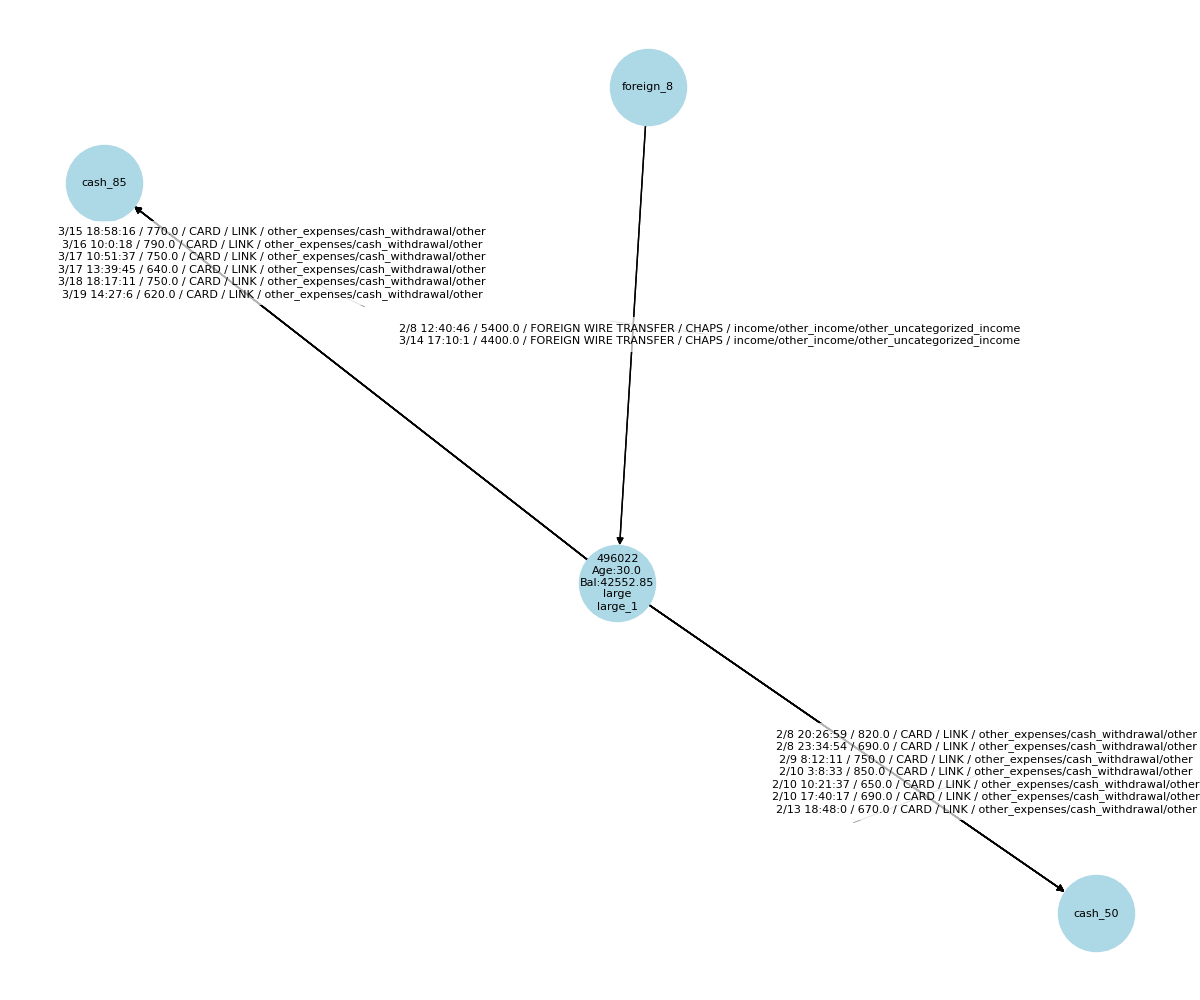 foreign_8
cash_85
3/15 18:58:16 / 770.0 / CARD / LINK / other_expenses/cash_withdrawal/other
3/16 10:0:18 / 790.0 / CARD / LINK / other_expenses/cash_withdrawal/other
3/17 10:51:37 / 750.0 / CARD / LINK / other_expenses/cash_withdrawal/other
3/17 13:39:45 / 640.0 / CARD / LINK / other_expenses/cash_withdrawal/other
3/18 18:17:11 / 750.0 / CARD / LINK / other_expenses/cash_withdrawal/other
3/19 14:27:6 / 620.0 / CARD / LINK / other_expenses/cash_withdrawal/other
2/8 12:40:46 / 5400.0 / FOREIGN WIRE TRANSFER / CHAPS / income/other_income/other_uncategorized_income
3/14 17:10:1 / 4400.0 / FOREIGN WIRE TRANSFER / CHAPS / income/other_income/other_uncategorized_income
496022
Age:30.0
Bal:42552.85
large
large_1
2/8 20:26:59 / 820.0 / CARD / LINK / other_expenses/cash_withdrawal/other
2/8 23:34:54 / 690.0 / CARD / LINK / other_expenses/cash_withdrawal/other
2/9 8:12:11 / 750.0 / CARD / LINK / other_expenses/cash_withdrawal/other
2/10 3:8:33 / 850.0 / CARD / LINK / other_expenses/cash_withdrawal/other
2/10 10:21:37 / 650.0 / CARD / LINK / other_expenses/cash_withdrawal/other
2/10 17:40:17 / 690.0 / CARD / LINK / other_expenses/cash_withdrawal/other
2/13 18:48:0 / 670.0 / CARD / LINK / other_expenses/cash_withdrawal/other
cash_50